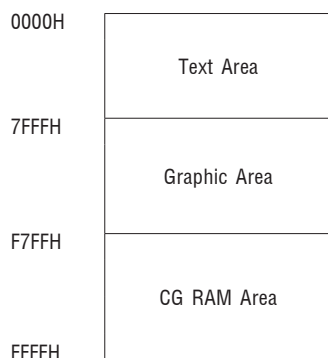 0000H
Text Area
7FFFH
Graphic Area
F7FFH
CG RAM Area
FFFFH